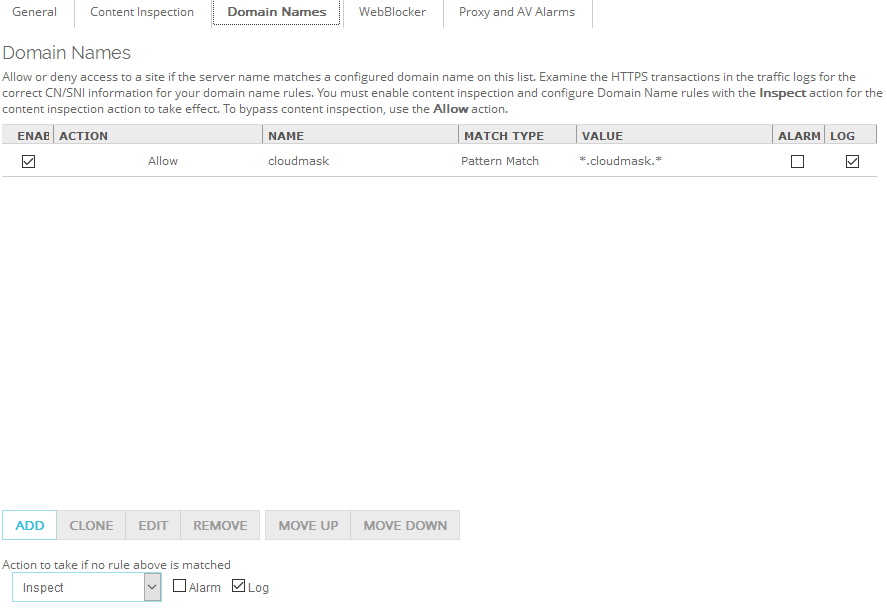 General Content Inspection Domain Names WebBlocker Proxy and AV Alarms
Domain Names
Allow or deny access to a site if the server name matches a configured domain name on this list. Examine the HTTPS transactions in the traffic logs for the
correct CN/SNI information for your domain name rules. You must enable content inspection and configure Domain Name rules with the Inspect action for the
content inspection action to take effect. To bypass content inspection, use the Allow action.
ENAB ACTION NAME MATCH TYPE VALUE ALARM LOG
Allow cloudmask Pattern Match *.cloudmask.*
ADD CLONE EDIT REMOVE MOVE UP MOVE DOWN
Action to take if no rule above is matched
Inspect Alarm Log